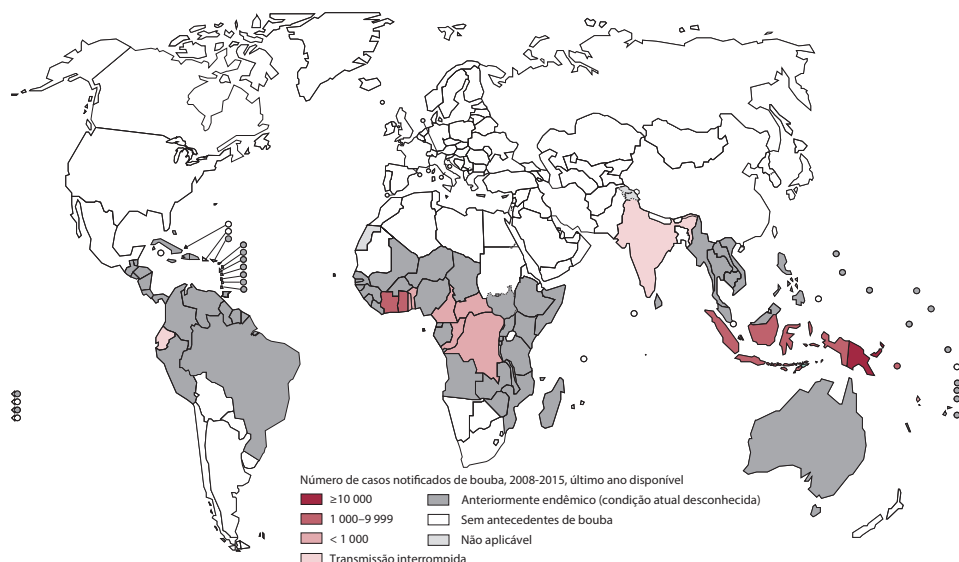 Número de casos notificados de bouba, 2008-2015, último ano disponível
≥10 000
1 000–9 999
< 1 000
Transmissão interrompida
Anteriormente endêmico (condição atual desconhecida)
Sem antecedentes de bouba
Não aplicável